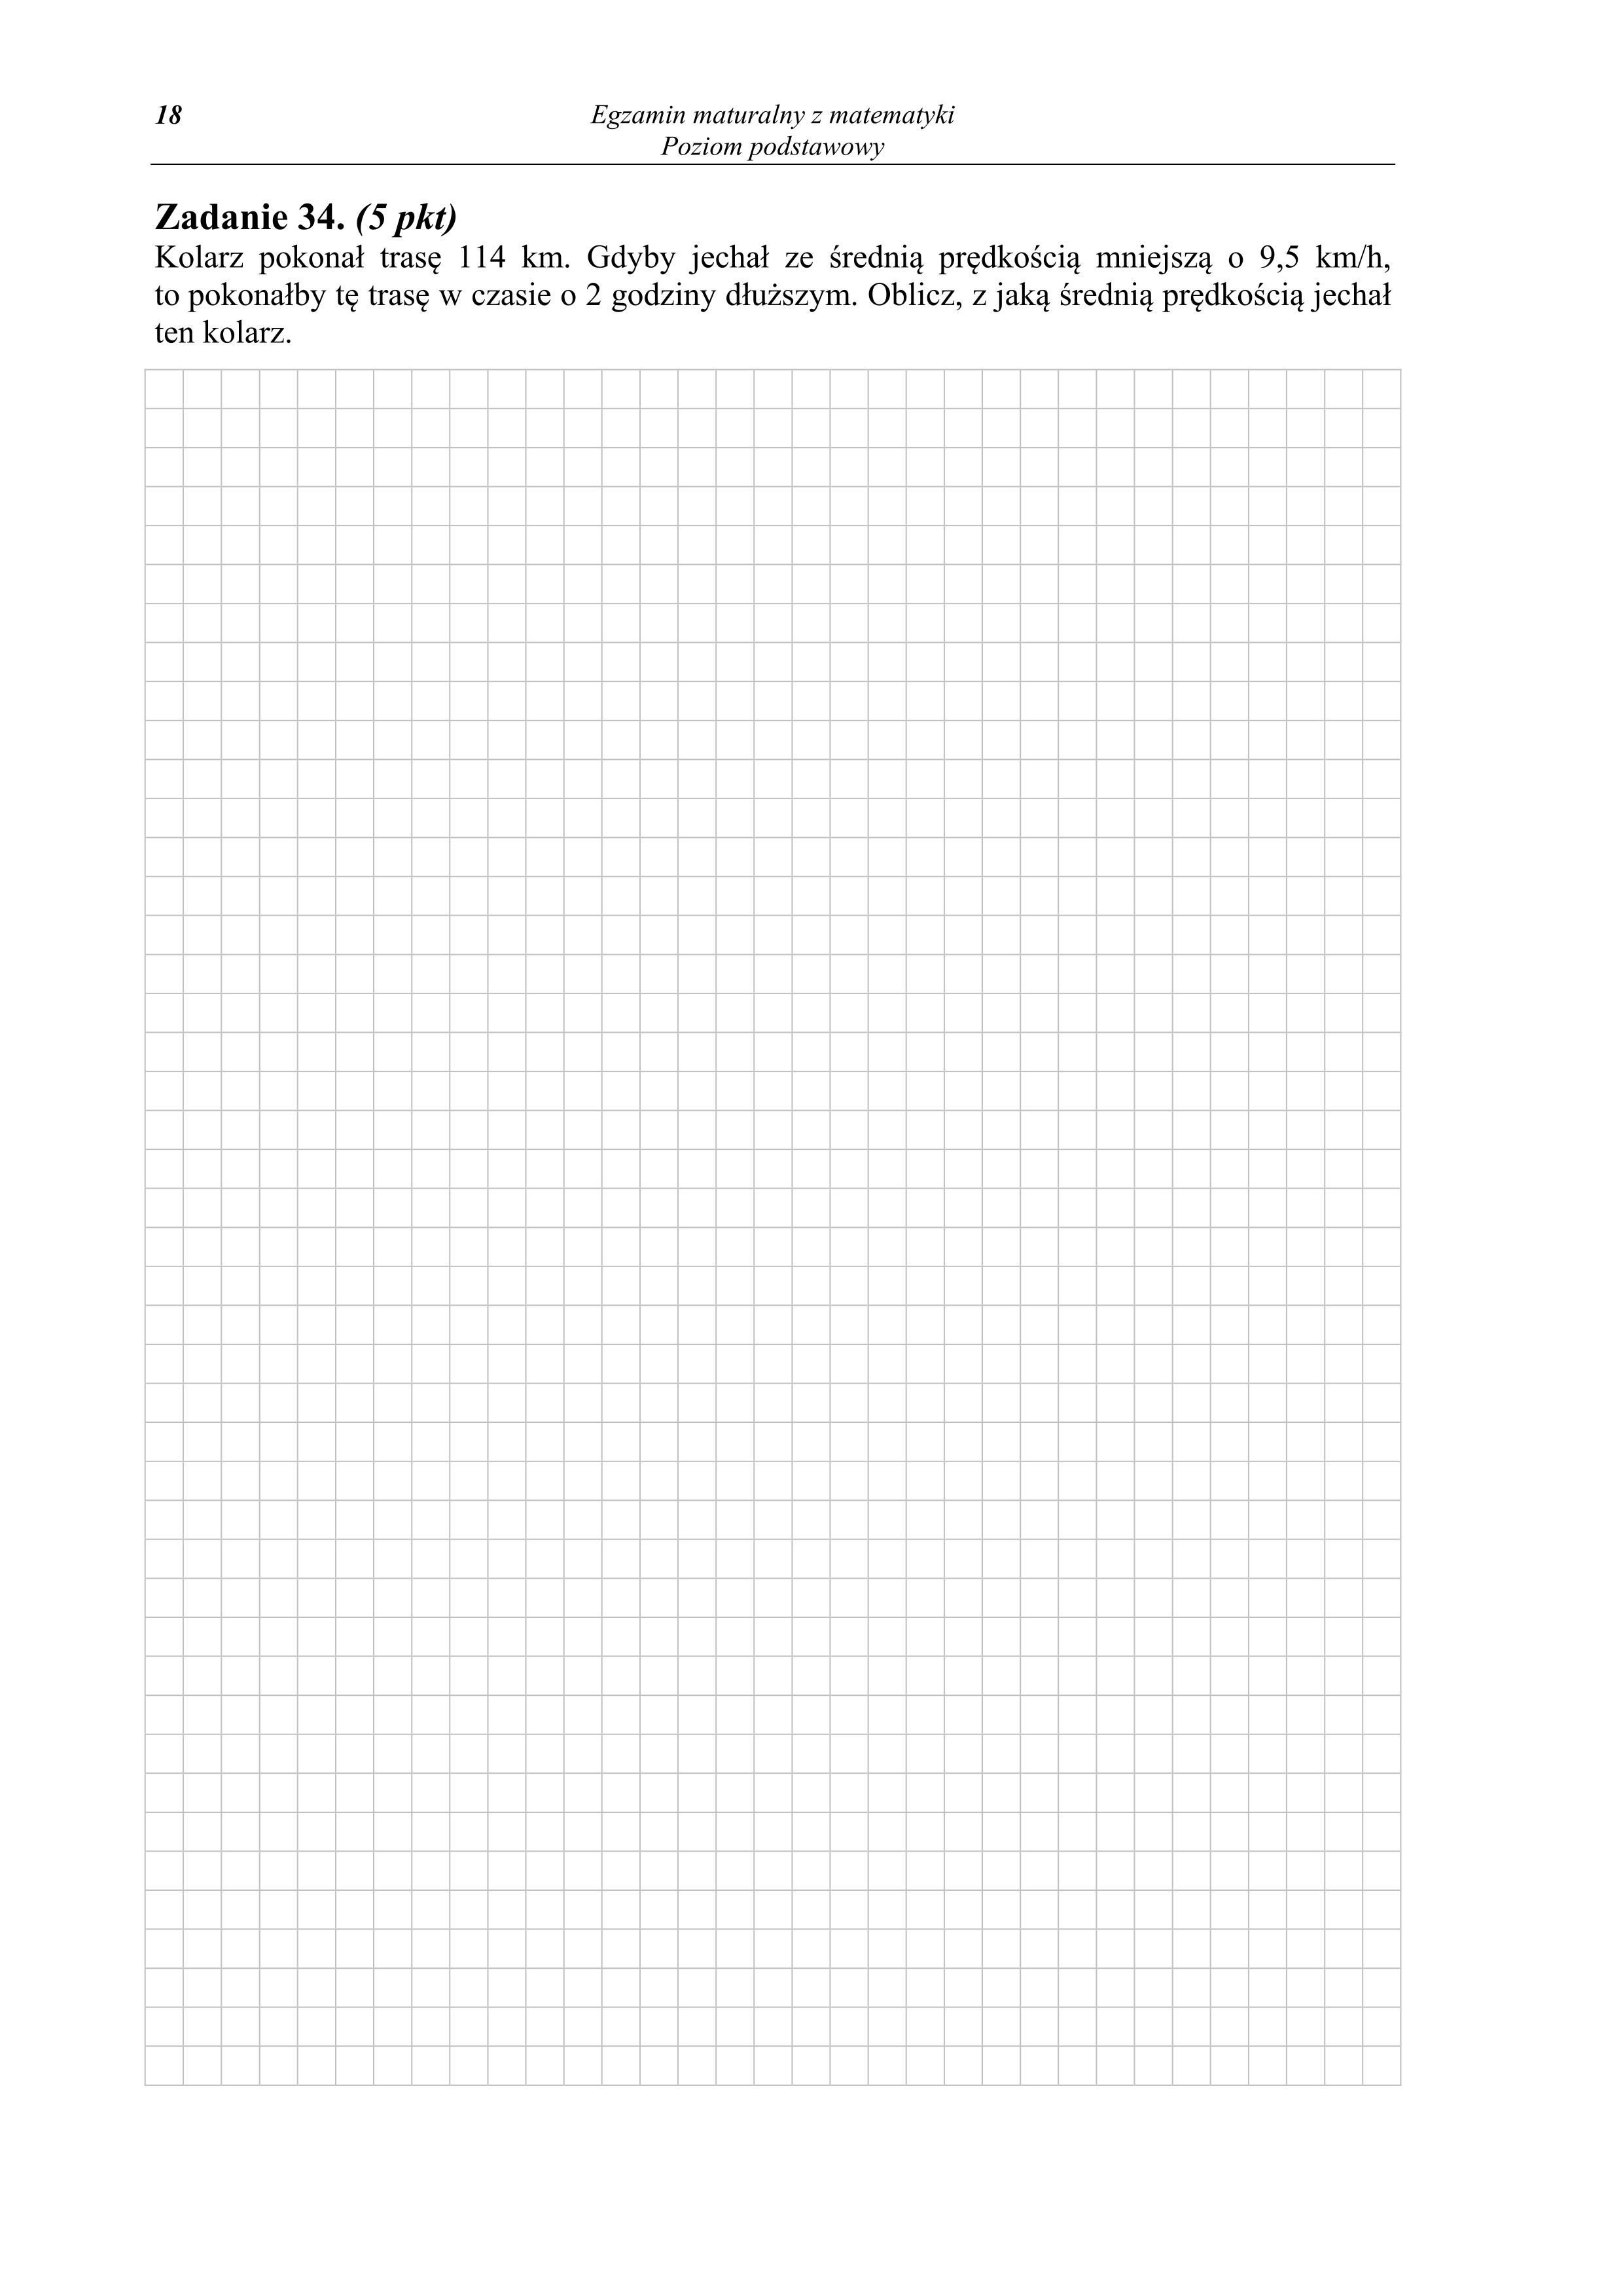 18
Egzamin maturalny z matematyki
Poziom podstawowy
Zadanie 34. (5 pkt)
Kolarz pokonał trasę 114 km. Gdyby jechał ze średnią prędkością mniejszą o 9,5 km/h,
to pokonałby tę trasę w czasie o 2 godziny dłuższym. Oblicz, z jaką średnią prędkością jechał
ten kolarz.